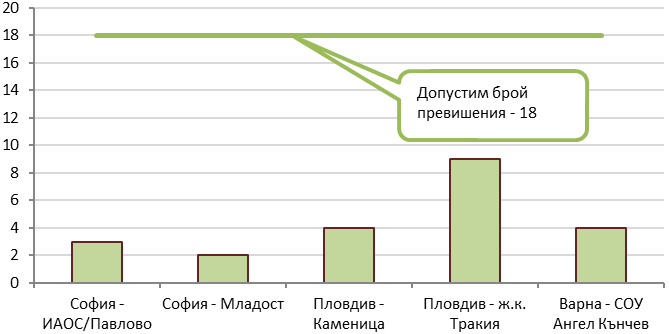 20
18
16
14
12
10
8
6
4
2
0
Допустим брой
превишения - 18
София -
ИАОС/Павлово
София - Младост
Пловдив -
Каменица
Пловдив - ж.к.
Тракия
Варна - СОУ
Ангел Кънчев